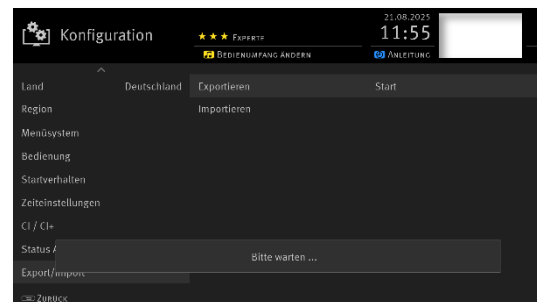 21.08.2025
Konfiguration
★ ★ ★ EXPERTE
11:55
BEDIENUMFANG ÄNDERN
ANLEITUNG
Land Deutschland Exportieren Start
Region Importieren
Menüsystem
Bedienung
Startverhalten
Zeiteinstellungen
CI / CI+
Status
Bitte warten ...
Export/Import
ZURÜCK